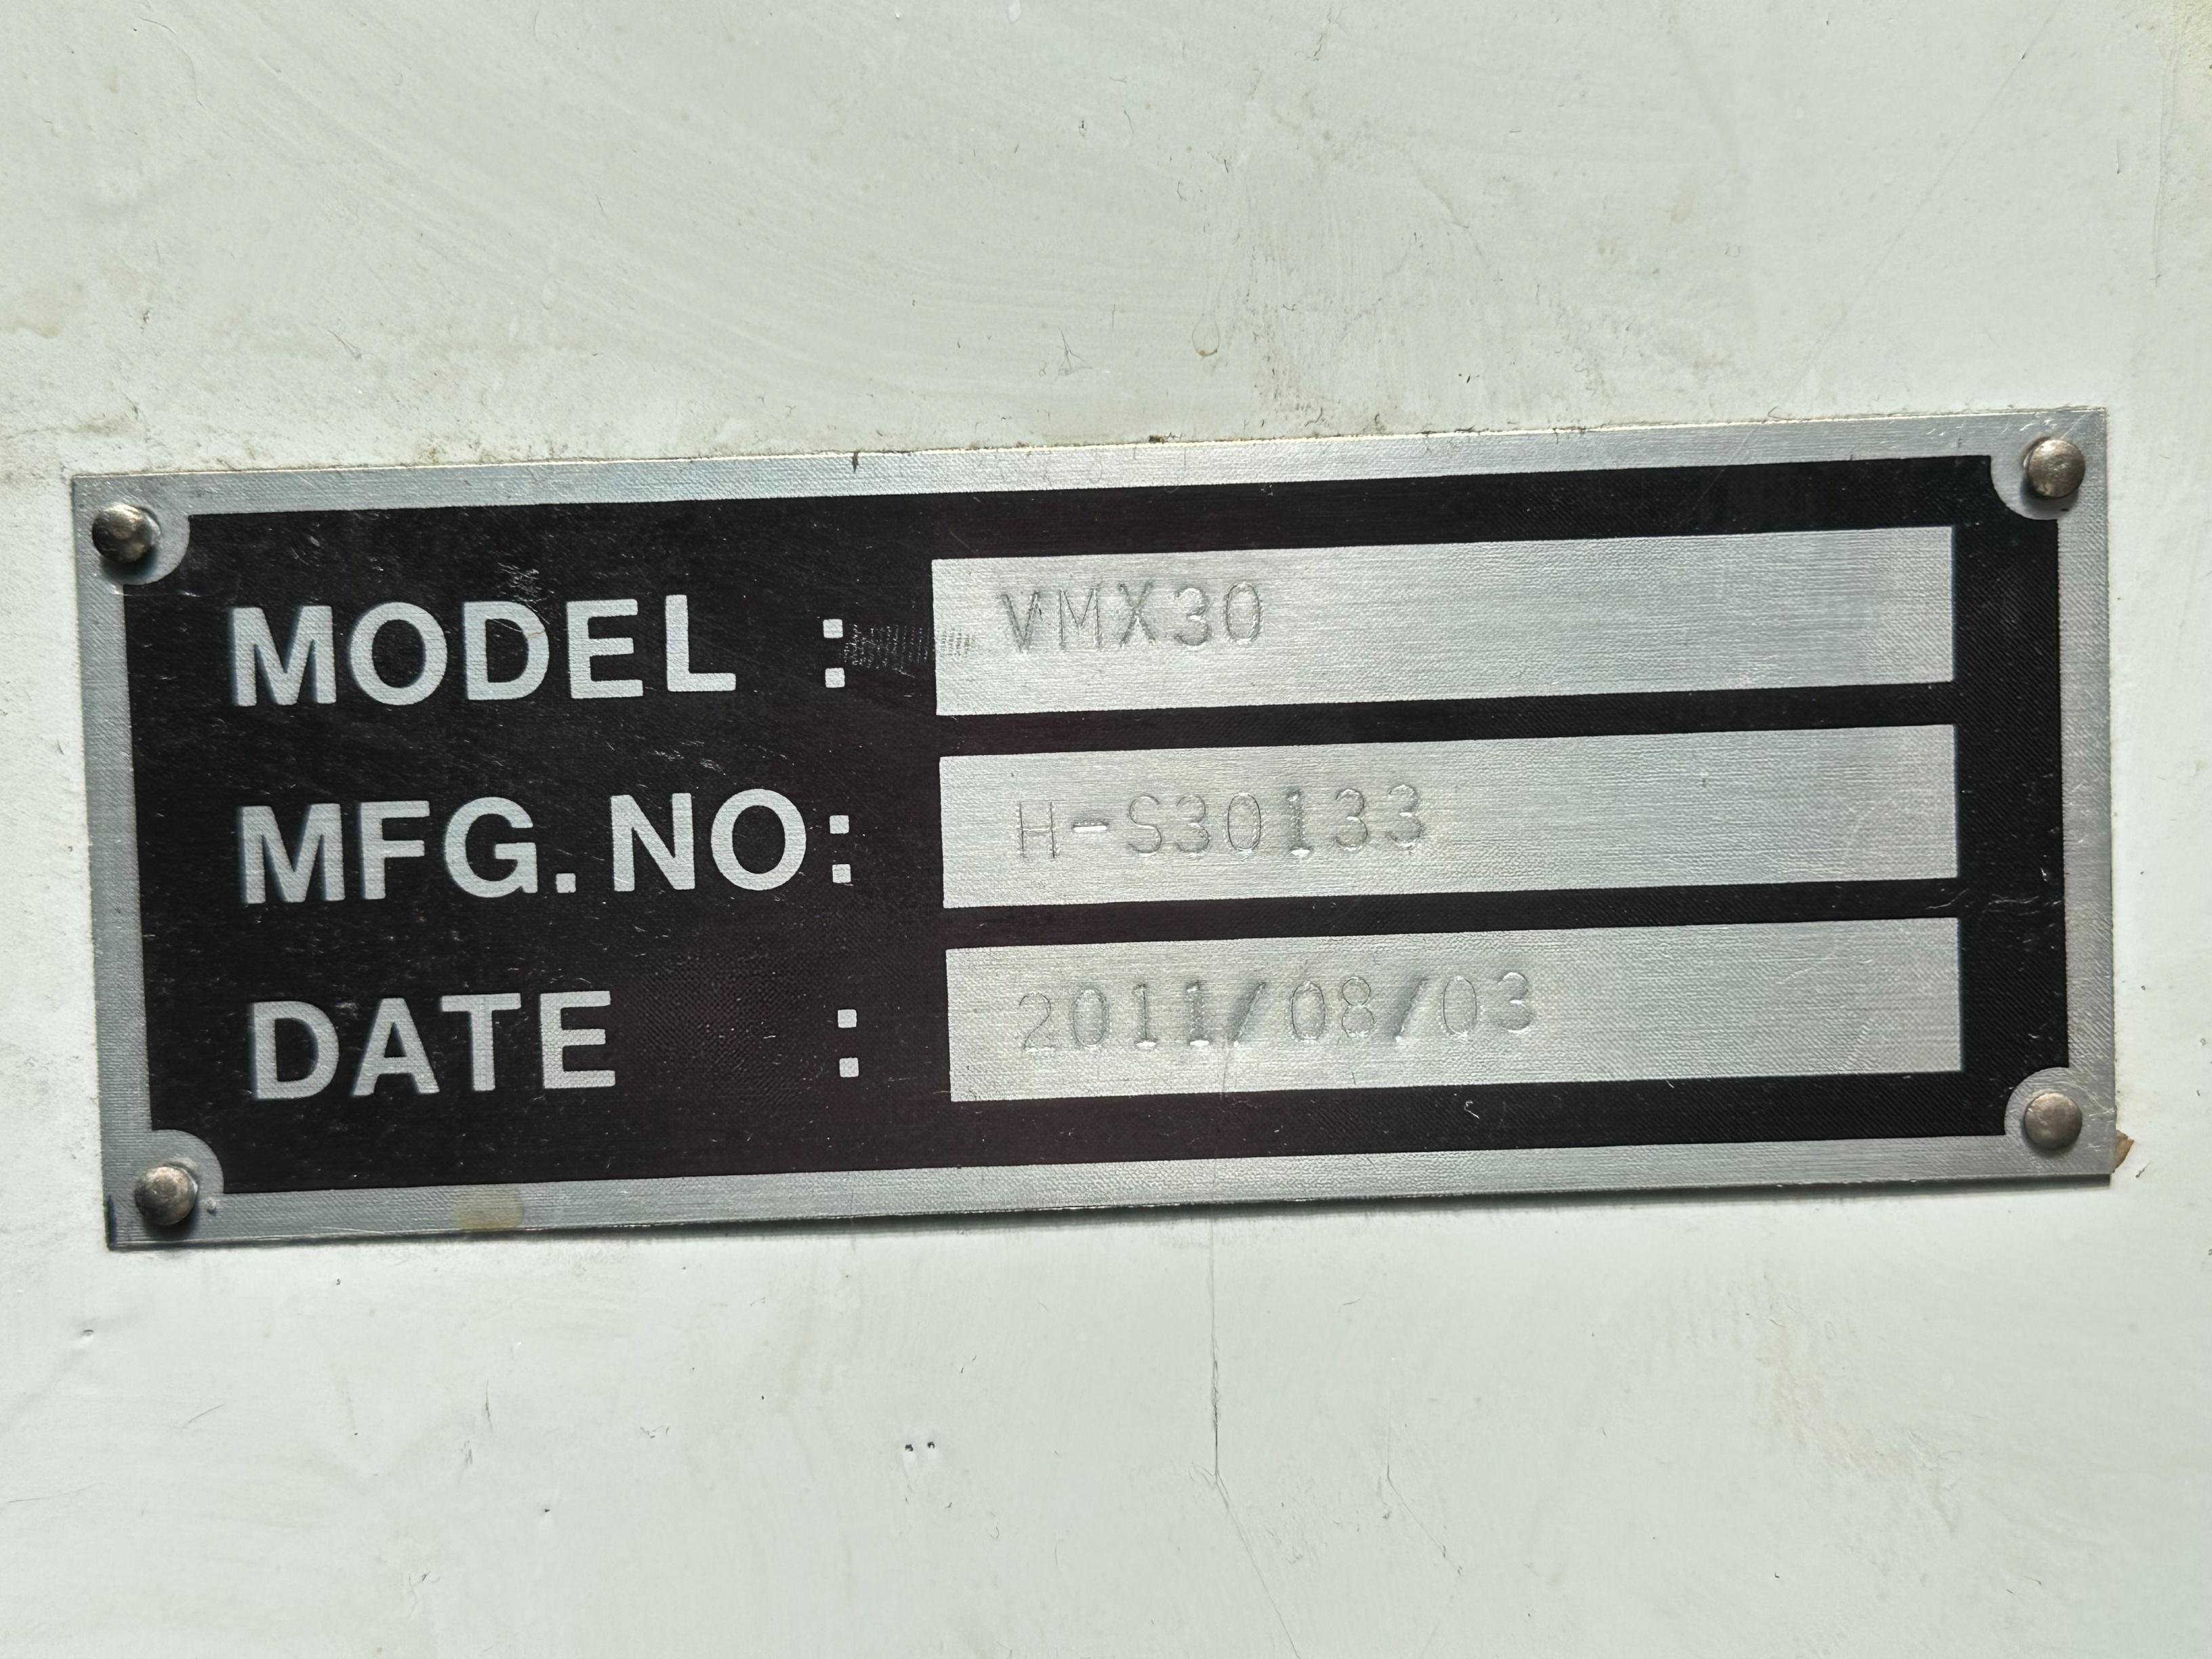 MODEL : VMX30
MFG. NO: H-S30133
DATE : 2011/08/03